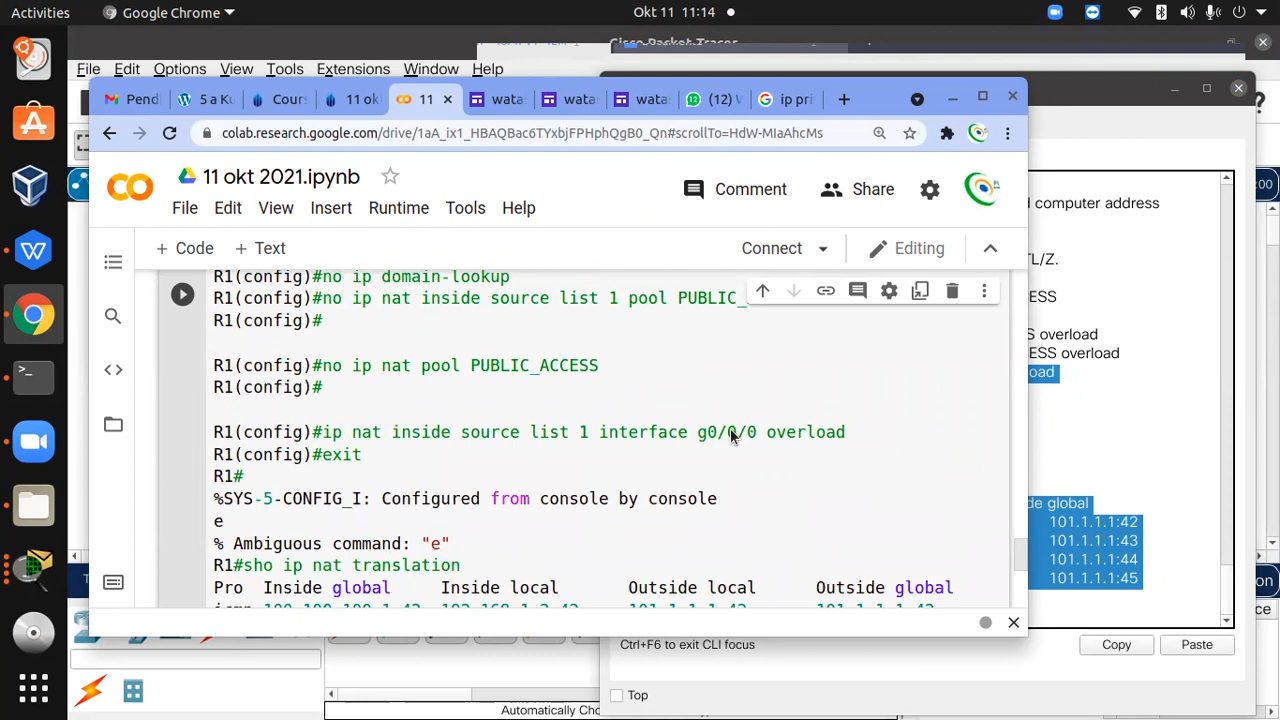 Activities Google Chrome Okt 11 11:14
Cisco Packet Tracer
File Edit Options View Tools Extensions Window Help
Pendi 5 a Ku Cours 11 ok 11 wata wata wata (12) W ip pri
colab.research.google.com/drive/1aA_ix1_HBAQBac6TYxbjFPHphQgB0_Qn#scrollTo=HdW-MIaAhcMs
11 okt 2021.ipynb
Comment Share
File Edit View Insert Runtime Tools Help
+ Code + Text Connect Editing
R1(config)#no ip domain-lookup
R1(config)#no ip nat inside source list 1 pool PUBLIC_
R1(config)#
R1(config)#no ip nat pool PUBLIC_ACCESS
R1(config)#
R1(config)#ip nat inside source list 1 interface g0/0/0 overload
R1(config)#exit
R1#
%SYS-5-CONFIG_I: Configured from console by console
e
% Ambiguous command: "e"
R1#sho ip nat translation
Pro Inside global Inside local Outside local Outside global
d computer address
TL/Z.
ESS
S overload
ESS overload
oad
de global
101.1.1.1:42
101.1.1.1:43
101.1.1.1:44
101.1.1.1:45
Ctrl+F6 to exit CLI focus
Copy Paste
Top
Automatically Cho